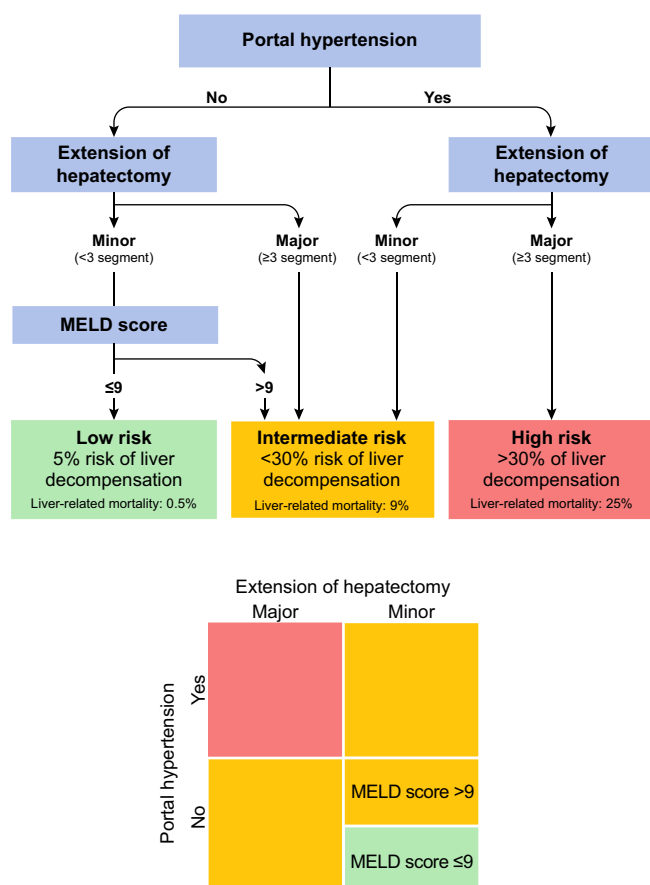 Portal hypertension
No
Yes
Extension of
hepatectomy
Extension of
hepatectomy
Minor
(<3 segment)
Major
(≥3 segment)
Minor
(<3 segment)
Major
(≥3 segment)
MELD score
≤9
>9
Low risk
5% risk of liver
decompensation
Liver-related mortality: 0.5%
Intermediate risk
<30% risk of liver
decompensation
Liver-related mortality: 9%
High risk
>30% of liver
decompensation
Liver-related mortality: 25%
Extension of hepatectomy
Major
Minor
Portal hypertension
Yes
No
MELD score >9
MELD score ≤9